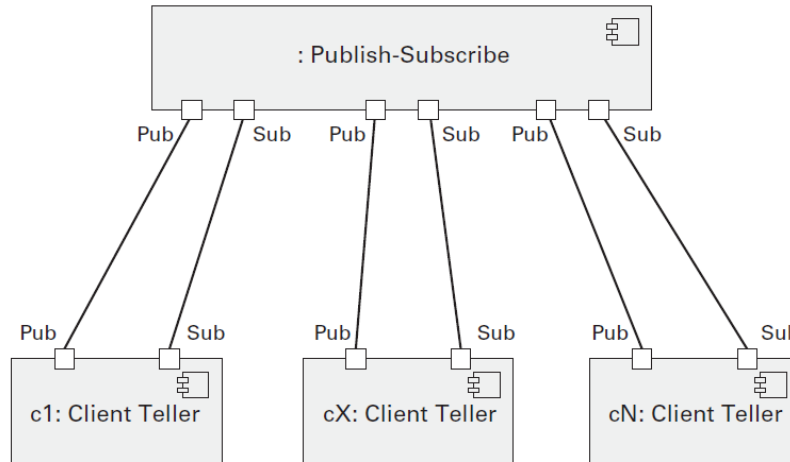 : Publish-Subscribe
Pub Sub Pub Sub Pub Sub
Pub Sub Pub Sub Pub Sub
c1: Client Teller cX: Client Teller cN: Client Teller